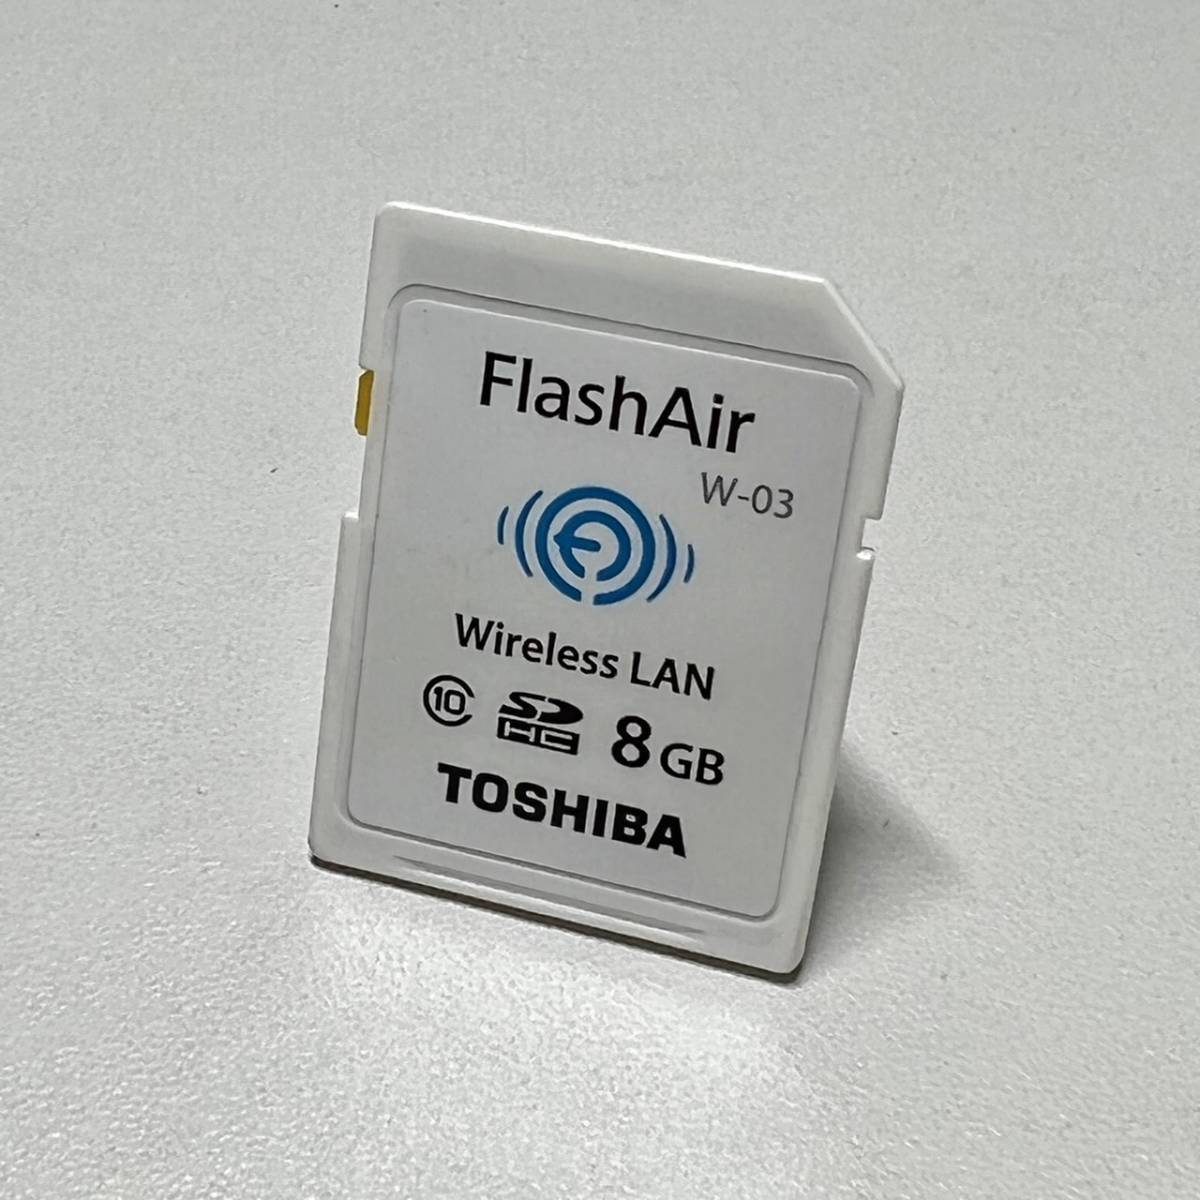 FlashAir
W-03
Wireless LAN
10 SD HC 8 GB
TOSHIBA